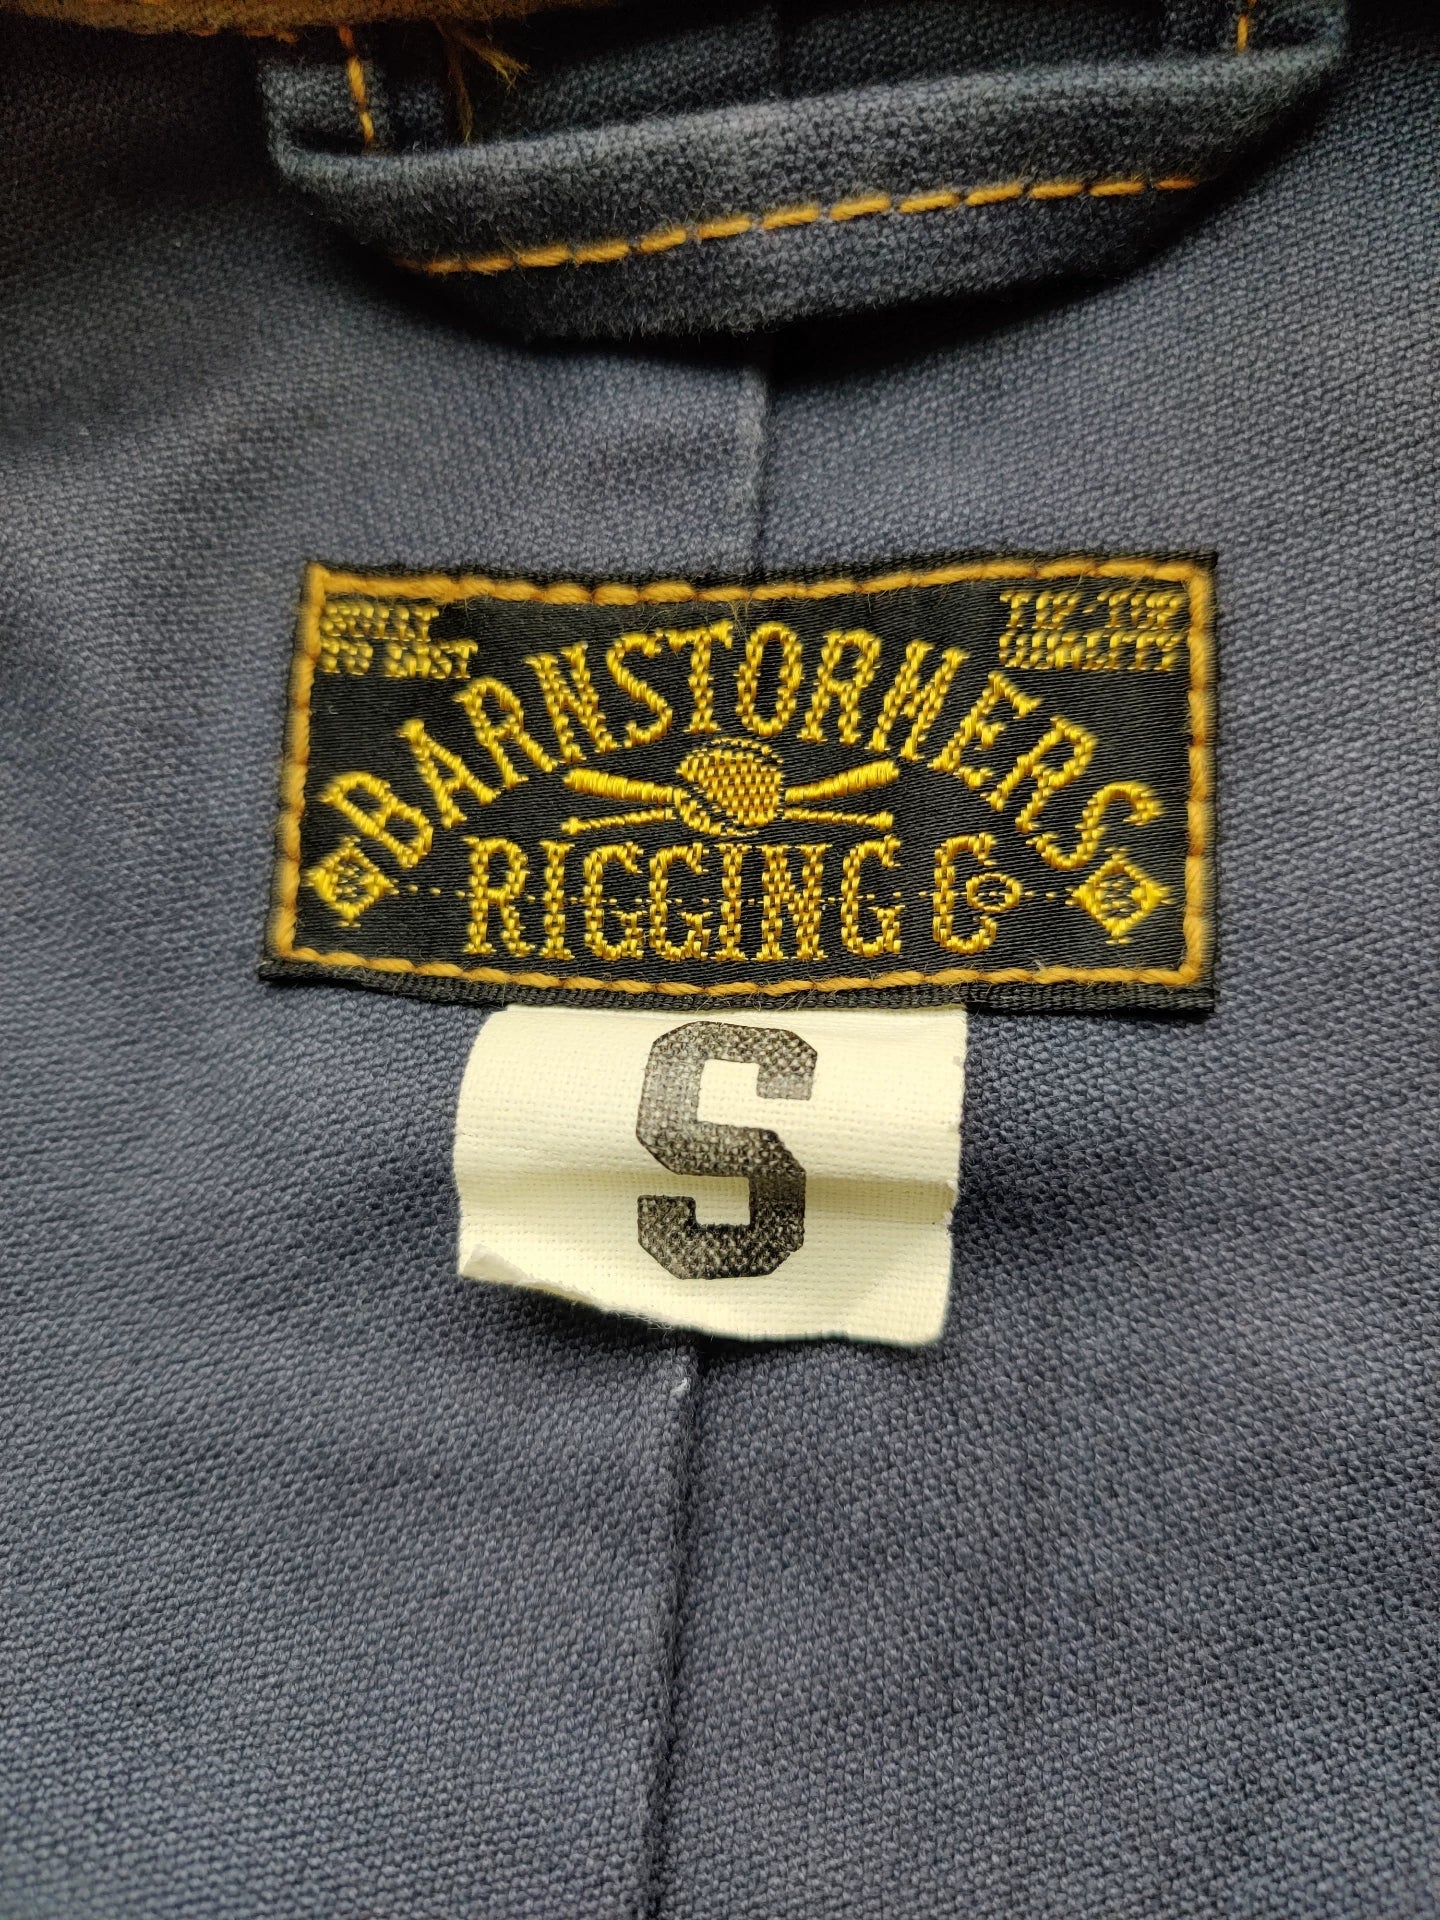 BUILT
TO LAST
TIP-TOP
QUALITY
BARNSTORMERS
RIGGING Co
S